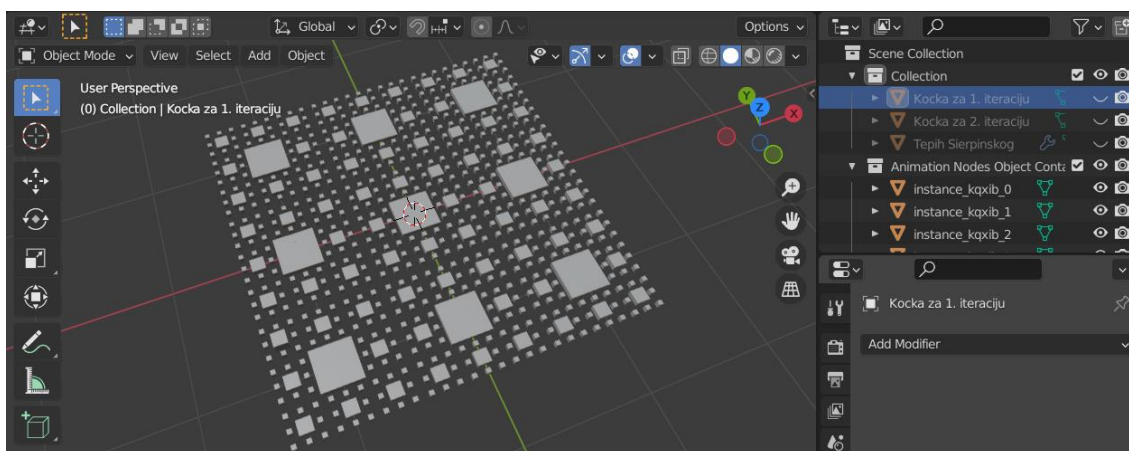 Global
Options
Object Mode View Select Add Object
User Perspective
(0) Collection | Kocka za 1. iteraciju
Y
Z
X
Scene Collection
Collection
Kocka za 1. iteraciju
Kocka za 2. iteraciju
Tepih Sierpinskog
Animation Nodes Object Conta
instance_kqxib_0
instance_kqxib_1
instance_kqxib_2
Kocka za 1. iteraciju
Add Modifier